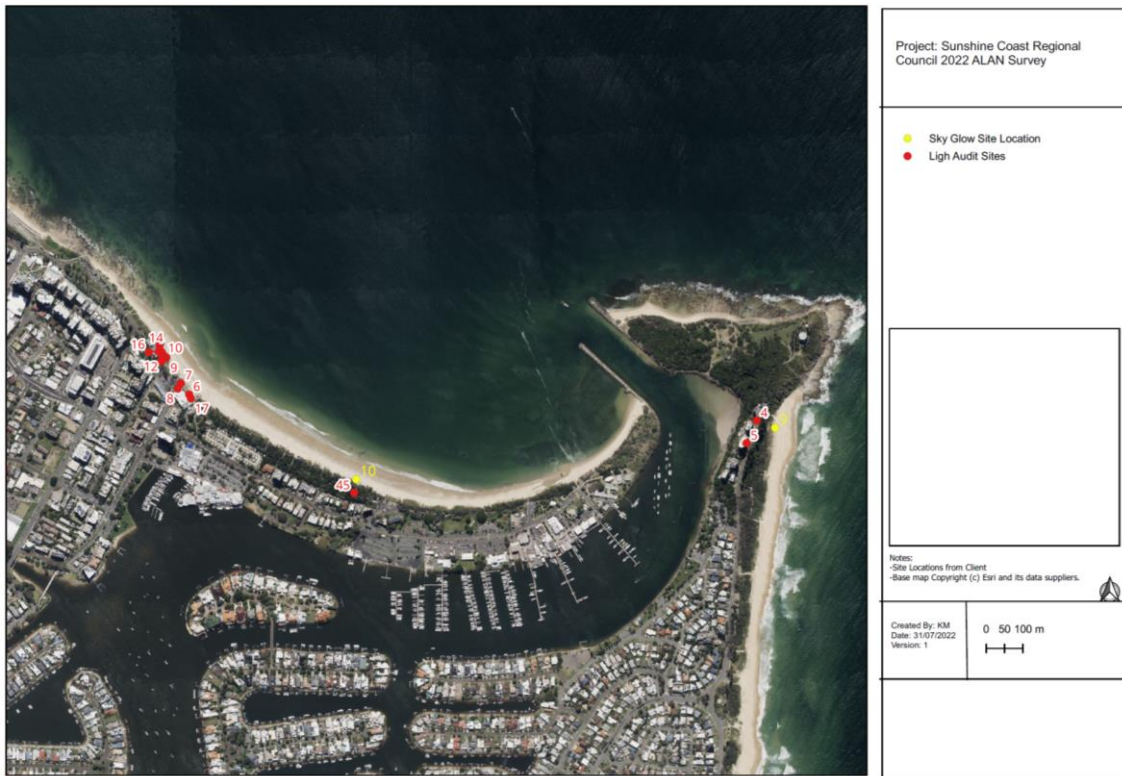 Project: Sunshine Coast Regional
Council 2022 ALAN Survey
Sky Glow Site Location
Ligh Audit Sites
14
16
10
12
9
7
8
6
17
10
45
4
5
Notes:
-Site Locations from Client
-Base map Copyright (c) Esri and its data suppliers.
Created By: KM
Date: 31/07/2022
Version: 1
0 50 100 m